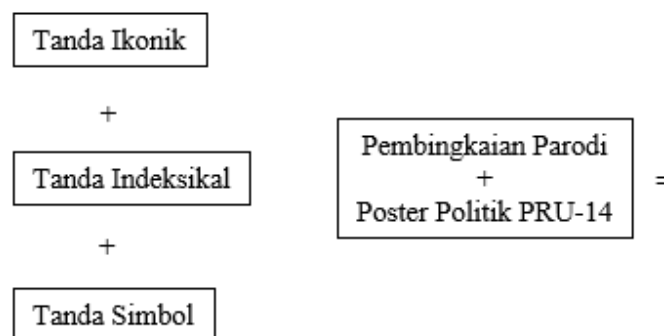 Tanda Ikonik
+
Tanda Indeksikal
+
Tanda Simbol
Pembingkaian Parodi
+
Poster Politik PRU-14
=